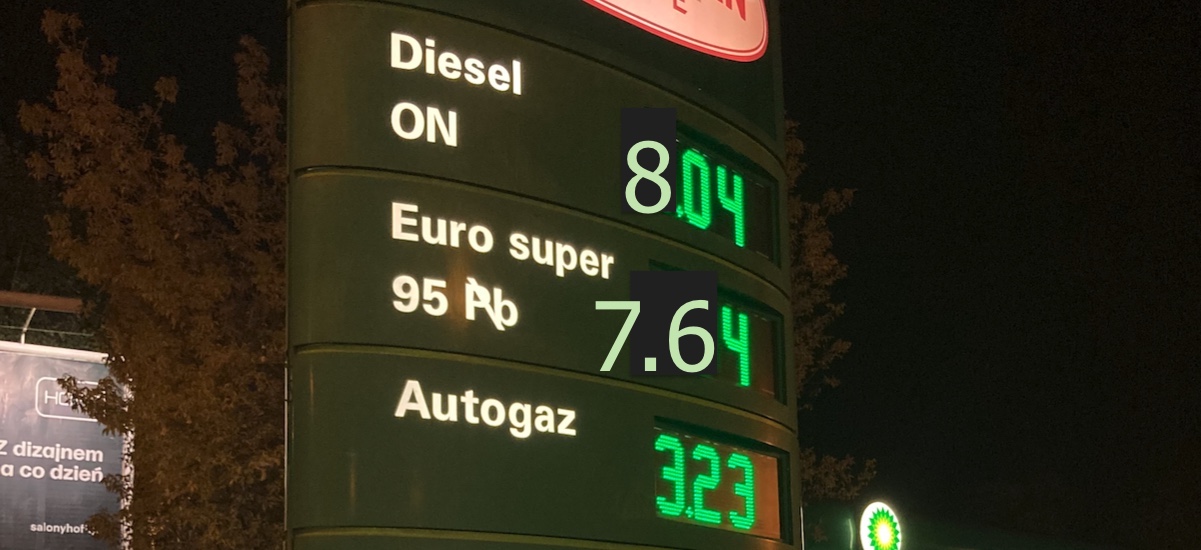 Diesel
ON
8.04
Euro super
95 Pb
7.64
Autogaz
3.23
Z dizajnem
a co dzień
salonyhof